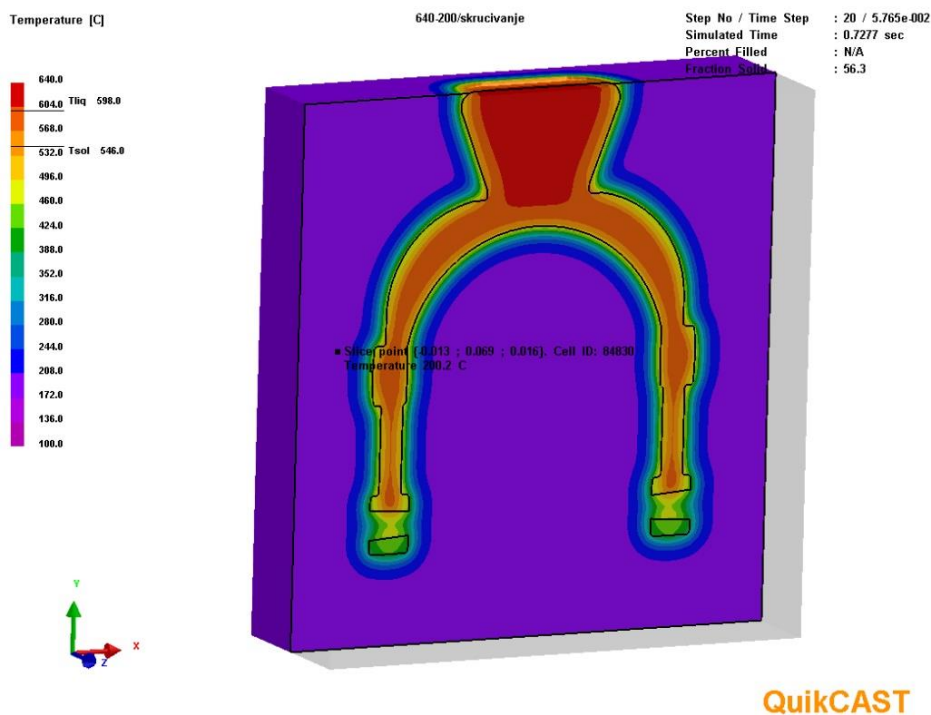 Temperature [C]
640-200/skrucivanje
Step No / Time Step : 20 / 5.765e-002
Simulated Time : 0.7277 sec
Percent Filled : N/A
Fraction Solid : 56.3
640.0
604.0 Tliq 598.0
568.0
532.0 Tsol 546.0
496.0
460.0
424.0
388.0
352.0
316.0
280.0
244.0
208.0
172.0
136.0
100.0
Slice point [-0.013 ; 0.069 ; 0.016]. Cell ID: 84830
Temperature 200.2 C
Y
X
Z
QuikCAST